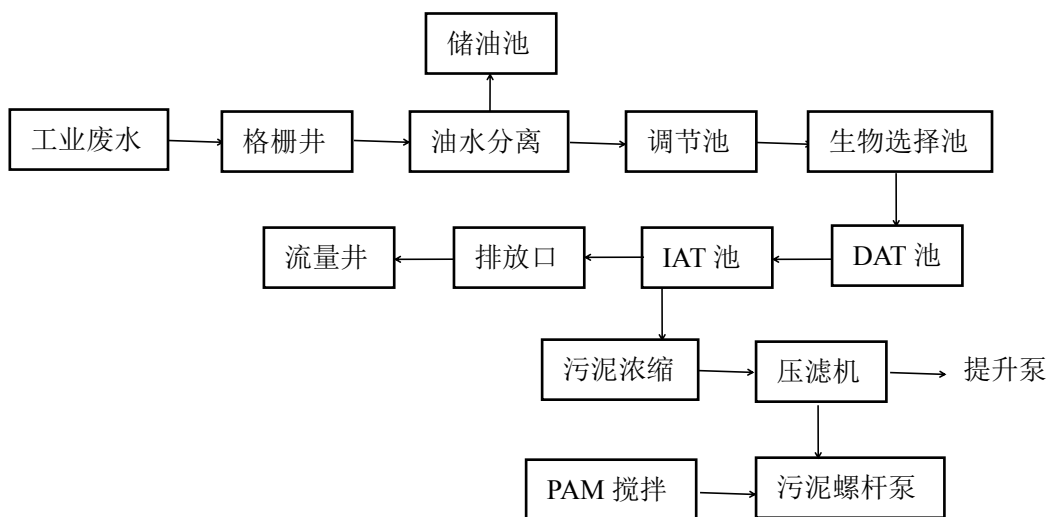 储油池
工业废水
格栅井
油水分离
调节池
生物选择池
流量井
排放口
IAT 池
DAT 池
污泥浓缩
压滤机
提升泵
PAM 搅拌
污泥螺杆泵